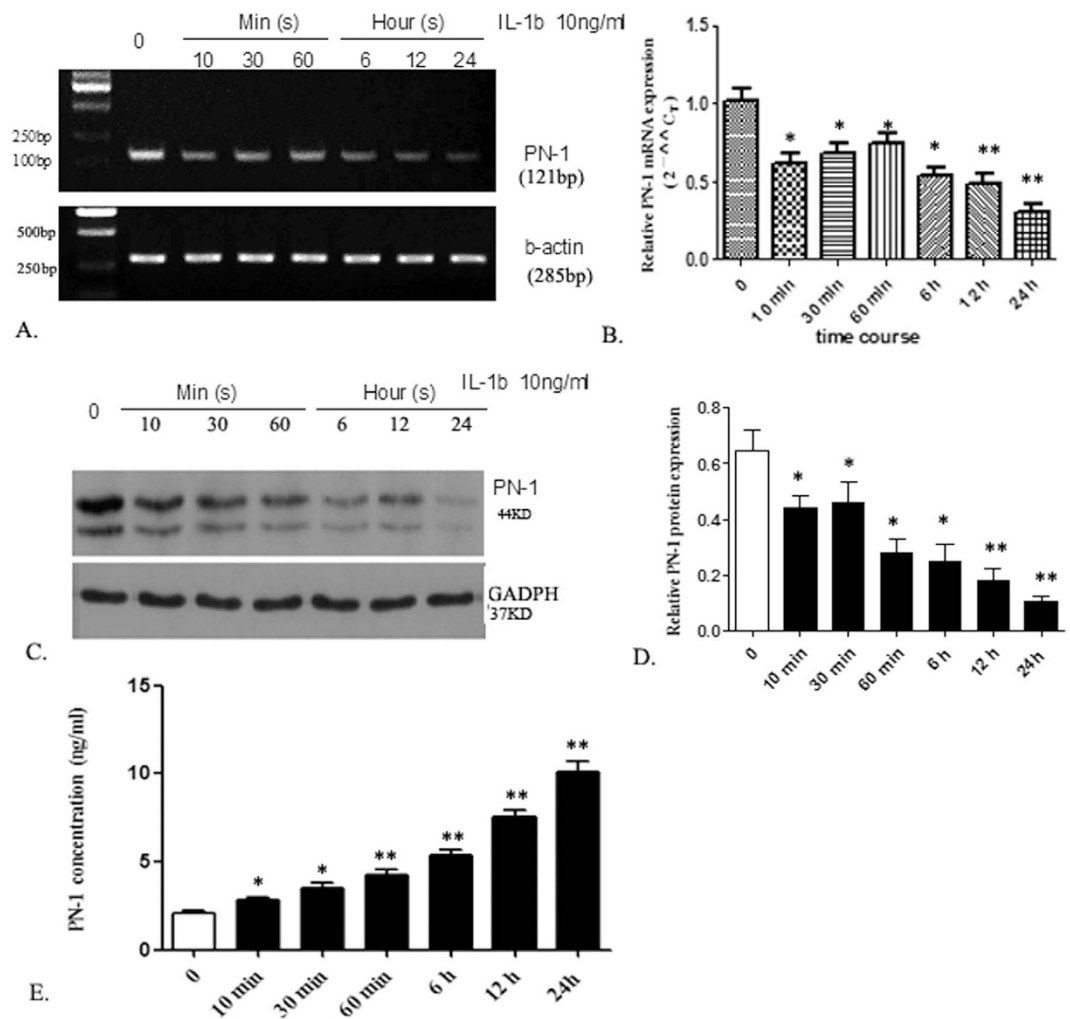 Min (s) Hour (s) IL-1b 10ng/ml
0 10 30 60 6 12 24
250bp
100bp
PN-1
(121bp)
500bp
250bp
b-actin
(285bp)
A.
Relative PN-1 mRNA expression
(2 −^^CT)
1.5
1.0
0.5
0.0
* * * * ** **
0 10 min 30 min 60 min 6 h 12 h 24 h
time course
B.
Min (s) Hour (s) IL-1b 10ng/ml
0 10 30 60 6 12 24
PN-1
44KD
GADPH
37KD
C.
Relative PN-1 protein expression
0.8
0.6
0.4
0.2
0.0
* * * * ** **
0 10 min 30 min 60 min 6 h 12 h 24h
D.
PN-1 concentration (ng/ml)
15
10
5
0
* * ** ** ** **
0 10 min 30 min 60 min 6 h 12 h 24h
E.